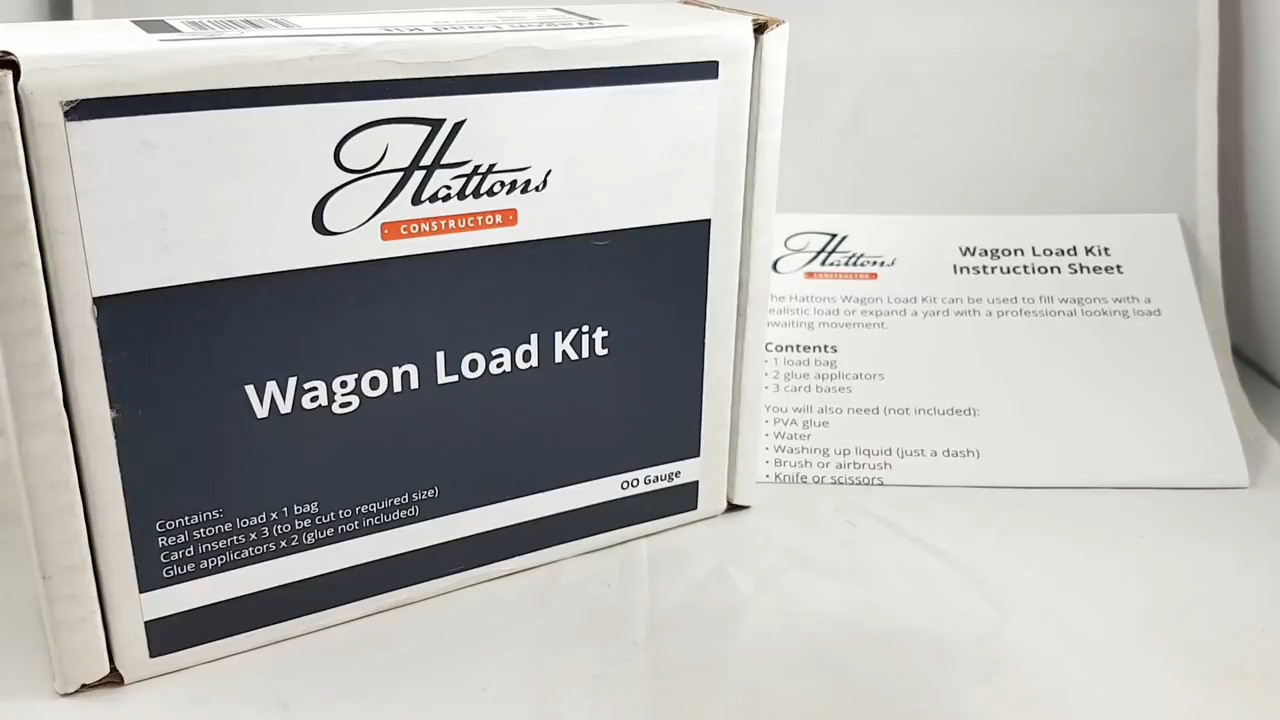 Wagon Load Kit
Hattons
CONSTRUCTOR
Wagon Load Kit
Contains:
Real stone load x 1 bag
Card inserts x 3 (to be cut to required size)
Glue applicators x 2 (glue not included)
OO Gauge
Hattons
CONSTRUCTOR
Wagon Load Kit
Instruction Sheet
he Hattons Wagon Load Kit can be used to fill wagons with a
ealistic load or expand a yard with a professional looking load
waiting movement.
Contents
• 1 load bag
• 2 glue applicators
• 3 card bases
You will also need (not included):
• PVA glue
• Water
• Washing up liquid (just a dash)
• Brush or airbrush
• Knife or scissors